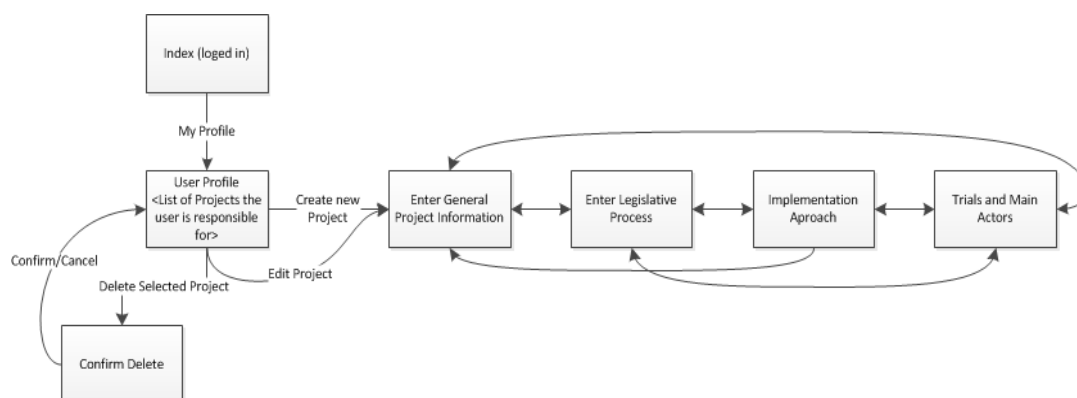 Index (loged in)
My Profile
User Profile
<List of Projects the
user is responsible
for>
Create new
Project
Enter General
Project Information
Enter Legislative
Process
Implementation
Aproach
Trials and Main
Actors
Confirm/Cancel
Edit Project
Delete Selected Project
Confirm Delete